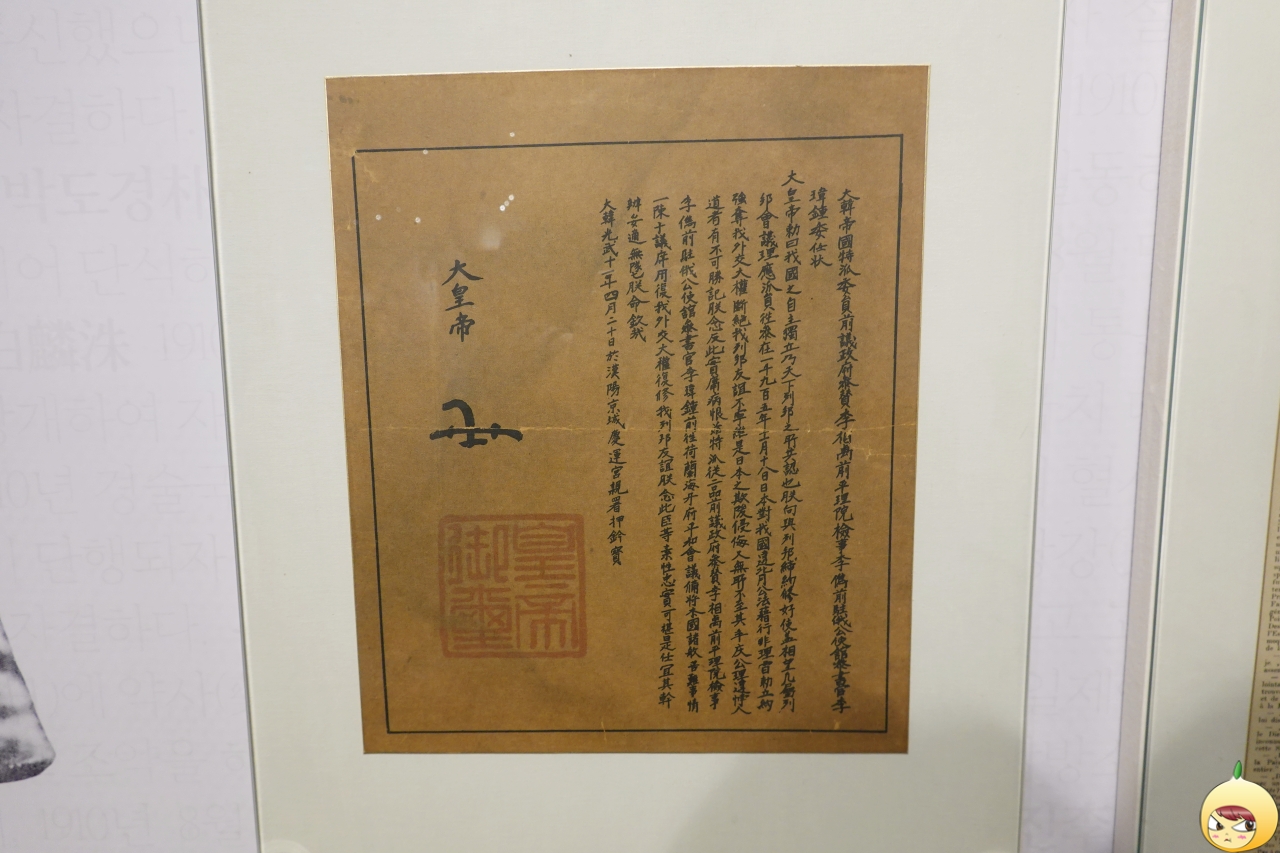 大韓帝國特派委員前議政府參贊李相卨前平理院檢事李儁前駐俄公使館參書官李
瑋鍾委任狀
大皇帝勅曰我國之自主獨立乃天下列邦之所共認也朕向與列邦締約修好使蓋相望凡屬列
邦會議理應派員往參在一千九百五年十一月十八日日本對我國違背公法藉行非理脅勒立約
強奪我外交大權斷絕我列邦友誼不寧惟是日本之欺凌侵侮又無所不至其乖戾公理違悖人
道者有不可勝記朕念及此實屬痛恨茲特派從二品前議政府參贊李相卨前平理院檢事
李儁前駐俄公使館參書官李瑋鍾前往荷蘭海牙府平和會議備將本國諸般苦難事情
一陳于議席用復我外交大權復修我列邦友誼朕念此臣等素性忠實可堪是任宜其幹
辦妥適無隳朕命欽哉
大韓光武十一年四月二十日於漢陽京城慶運宮親署押鈐寶
大皇帝
皇帝
御璽